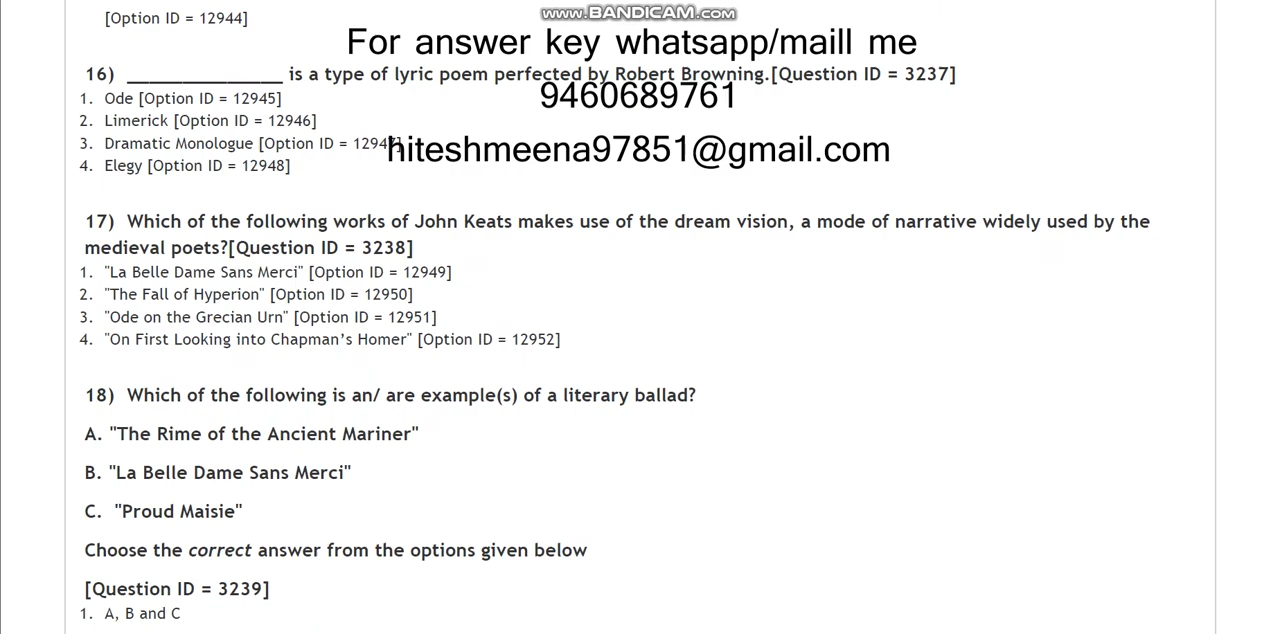 [Option ID = 12944]
www.BANDICAM.com
For answer key whatsapp/maill me
16) ________________ is a type of lyric poem perfected by Robert Browning.[Question ID = 3237]
9460689761
1. Ode [Option ID = 12945]
2. Limerick [Option ID = 12946]
3. Dramatic Monologue [Option ID = 12947]
hiteshmeena97851@gmail.com
4. Elegy [Option ID = 12948]
17) Which of the following works of John Keats makes use of the dream vision, a mode of narrative widely used by the
medieval poets?[Question ID = 3238]
1. "La Belle Dame Sans Merci" [Option ID = 12949]
2. "The Fall of Hyperion" [Option ID = 12950]
3. "Ode on the Grecian Urn" [Option ID = 12951]
4. "On First Looking into Chapman’s Homer" [Option ID = 12952]
18) Which of the following is an/ are example(s) of a literary ballad?
A. "The Rime of the Ancient Mariner"
B. "La Belle Dame Sans Merci"
C. "Proud Maisie"
Choose the correct answer from the options given below
[Question ID = 3239]
1. A, B and C